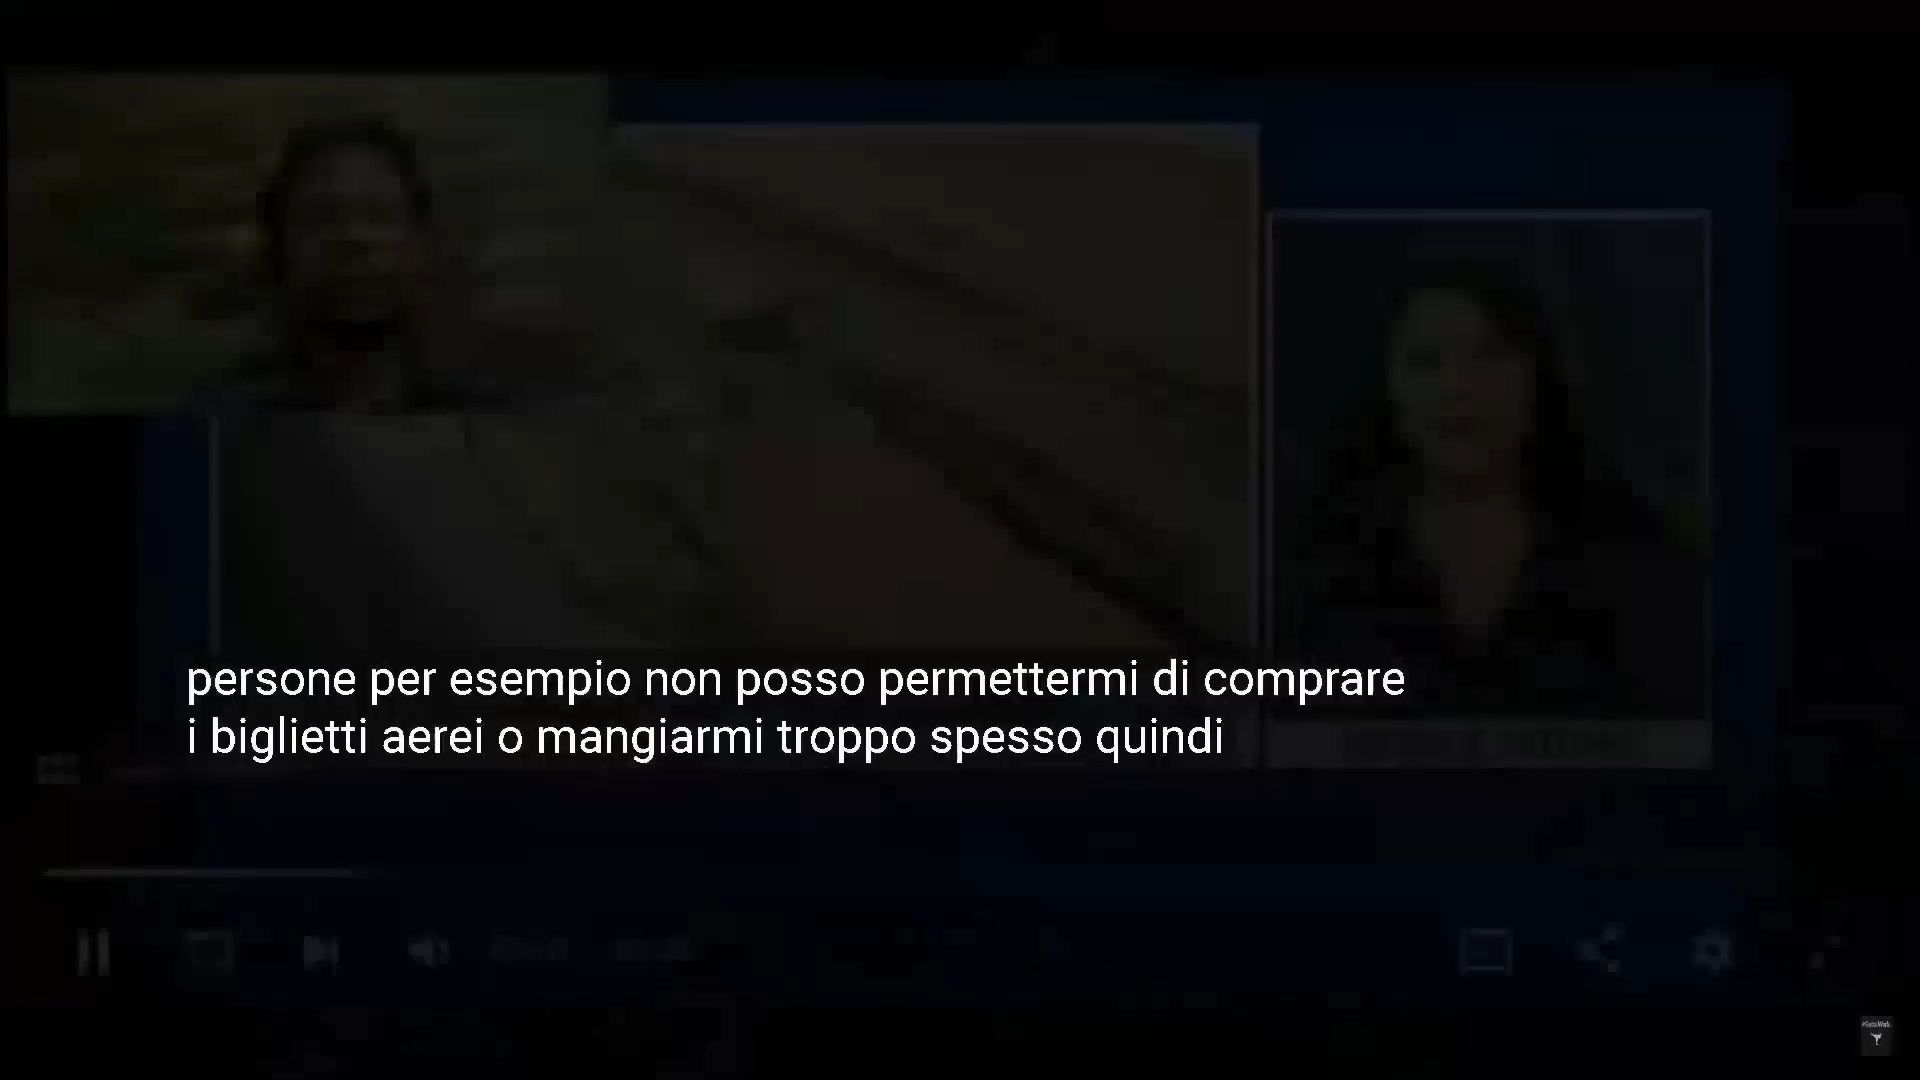 persone per esempio non posso permettermi di comprare
i biglietti aerei o mangiarmi troppo spesso quindi